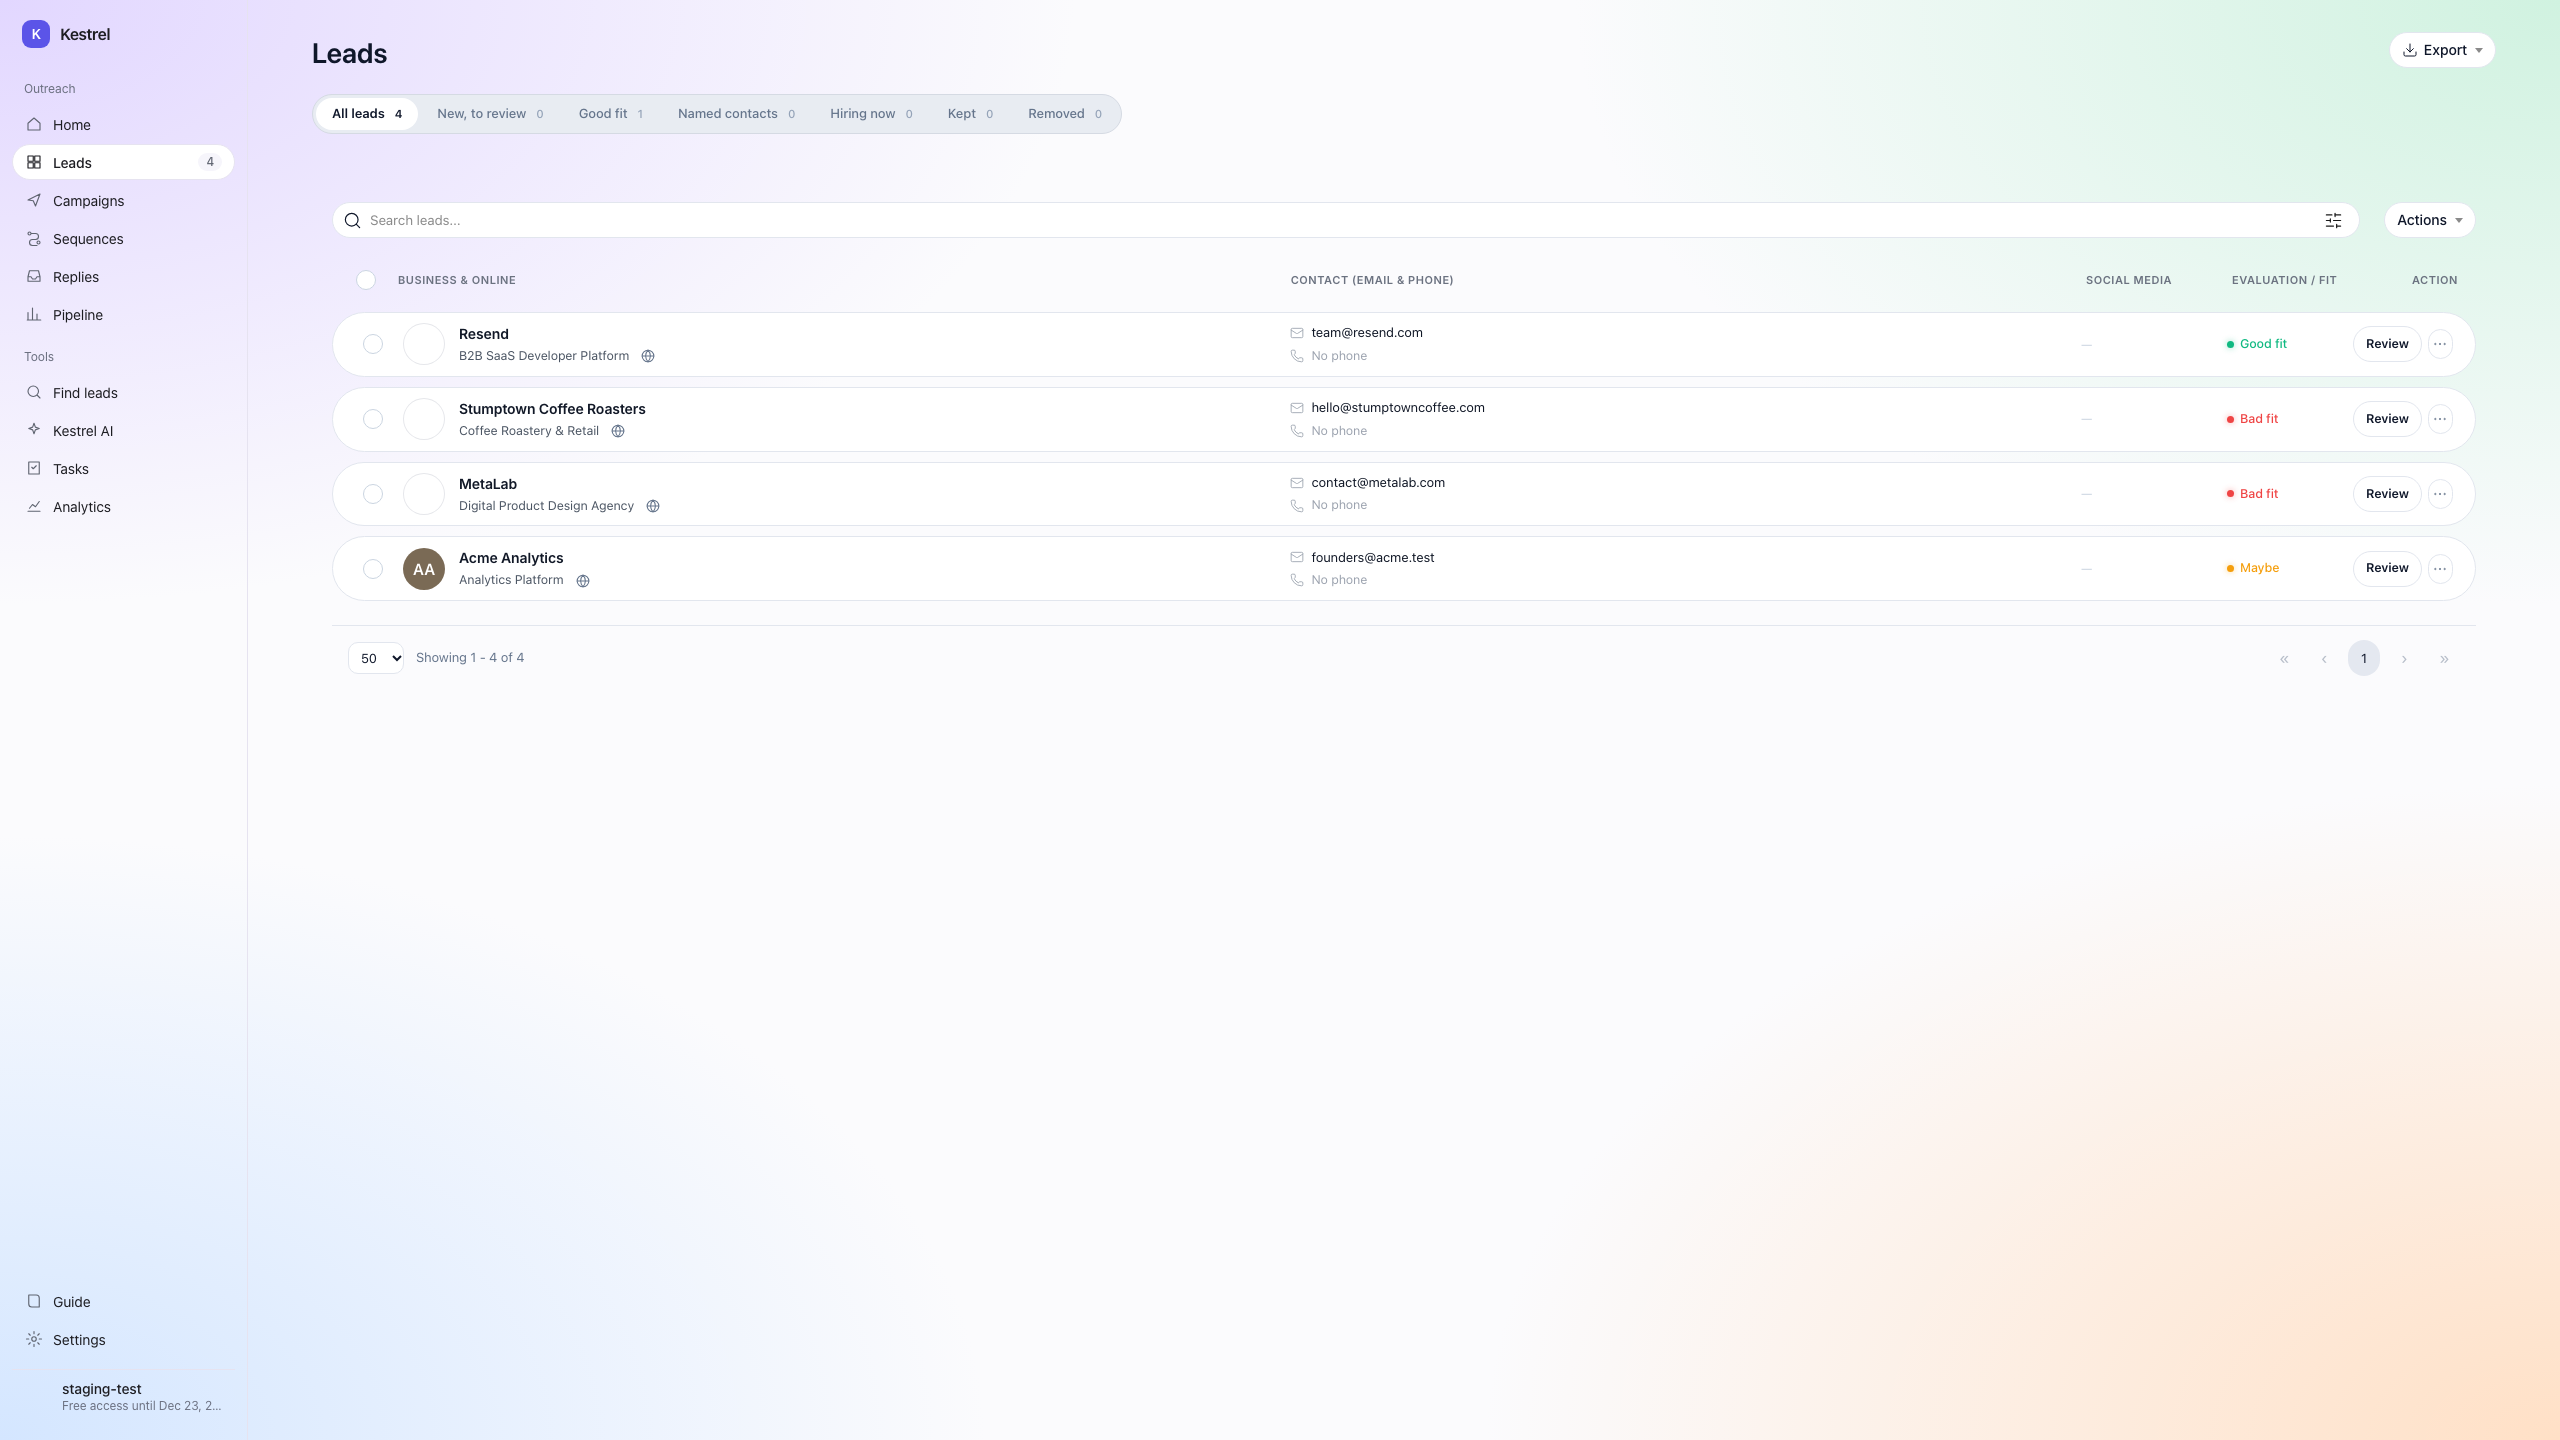 K Kestrel
Outreach
Home
Leads 4
Campaigns
Sequences
Replies
Pipeline
Tools
Find leads
Kestrel AI
Tasks
Analytics
Guide
Settings
staging-test
Free access until Dec 23, 2...
Leads
Export
All leads 4 New, to review 0 Good fit 1 Named contacts 0 Hiring now 0 Kept 0 Removed 0
Search leads...
Actions
BUSINESS & ONLINE CONTACT (EMAIL & PHONE) SOCIAL MEDIA EVALUATION / FIT ACTION
Resend team@resend.com
B2B SaaS Developer Platform No phone — Good fit Review
Stumptown Coffee Roasters hello@stumptowncoffee.com
Coffee Roastery & Retail No phone — Bad fit Review
MetaLab contact@metalab.com
Digital Product Design Agency No phone — Bad fit Review
AA Acme Analytics founders@acme.test
Analytics Platform No phone — Maybe Review
50 Showing 1 - 4 of 4 « ‹ 1 › »